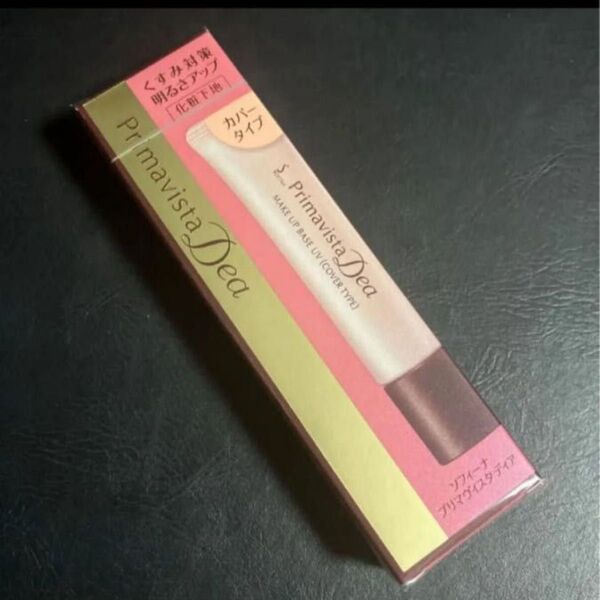 くすみ対策
明るさアップ
化粧下地
カバー
タイプ
Primavista
Dea
Primavista
Dea
MAKE UP BASE UV (COVER TYPE)
ソフィーナ
プリマヴィスタ ディア